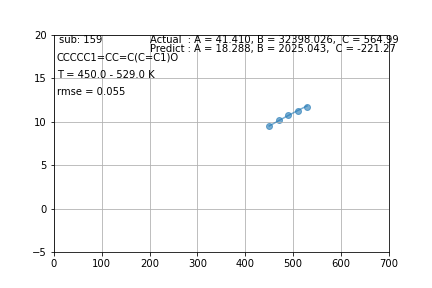 sub: 159
Actual : A = 41.410, B = 32398.026, C = 564.99
Predict : A = 18.288, B = 2025.043, C = -221.27
CCCCC1=CC=C(C=C1)O
T = 450.0 - 529.0 K
rmse = 0.055
20
15
10
5
0
−5
0 100 200 300 400 500 600 700